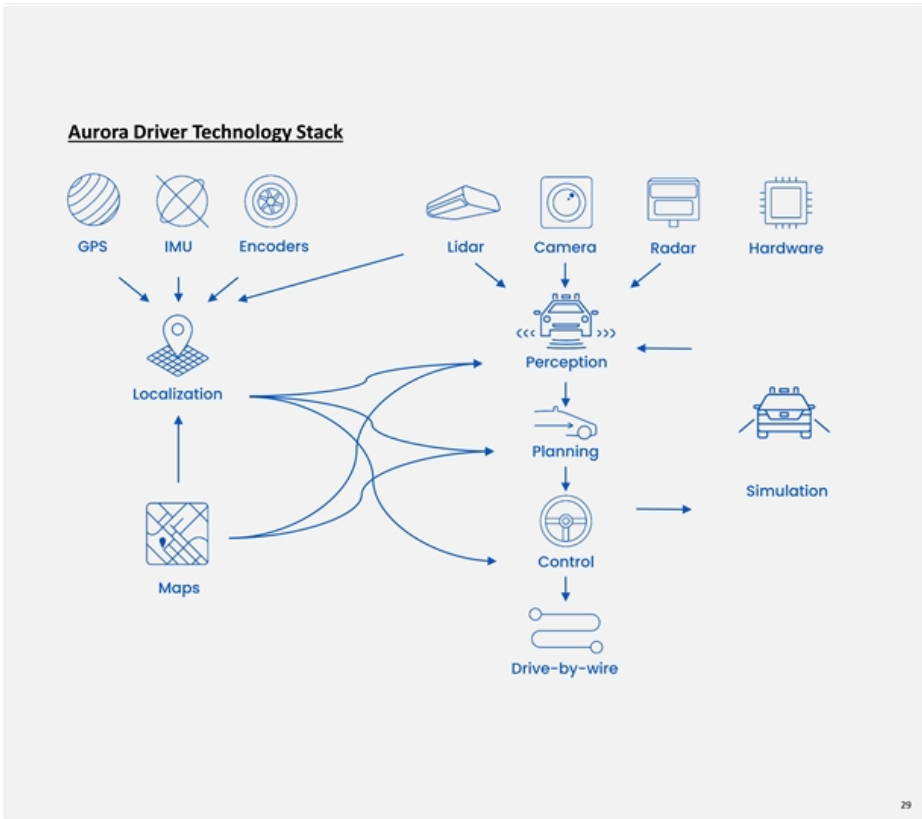 Aurora Driver Technology Stack
GPS
IMU
Encoders
Lidar
Camera
Radar
Hardware
Perception
Localization
Planning
Simulation
Control
Maps
Drive-by-wire
29